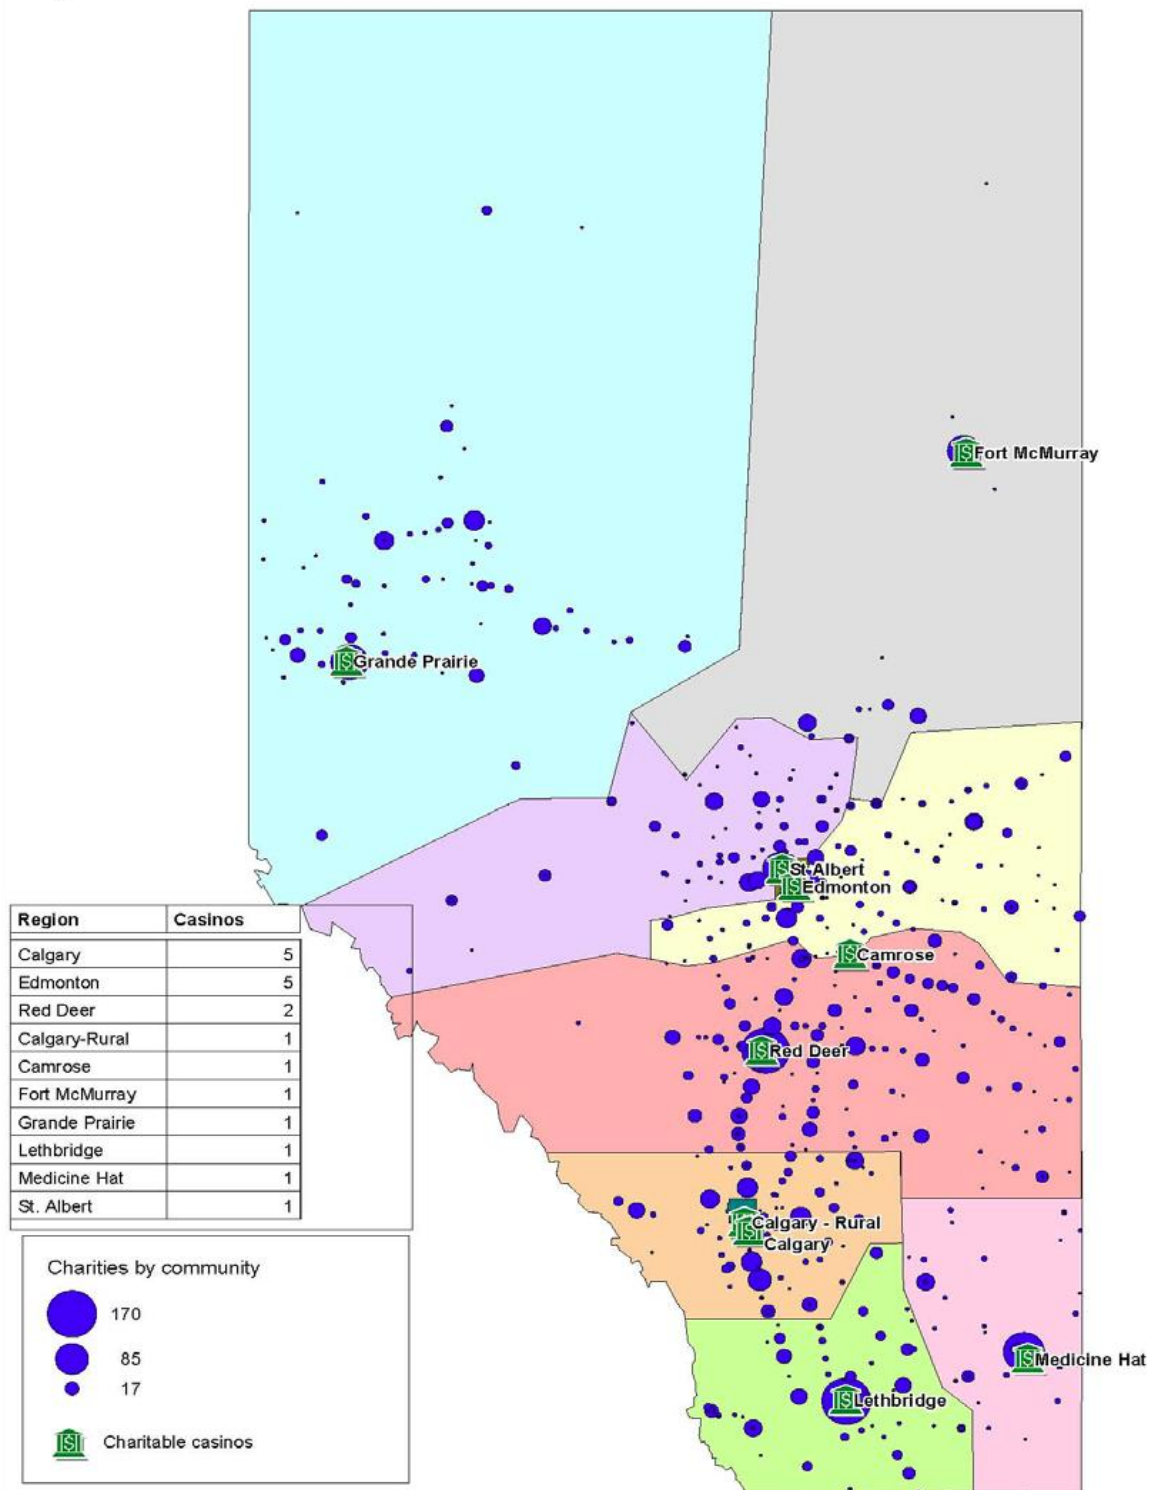 Fort McMurray
Grande Prairie
St Albert
Edmonton
Camrose
Red Deer
Calgary - Rural
Calgary
Medicine Hat
Lethbridge
Region Casinos
Calgary 5
Edmonton 5
Red Deer 2
Calgary-Rural 1
Camrose 1
Fort McMurray 1
Grande Prairie 1
Lethbridge 1
Medicine Hat 1
St. Albert 1
Charities by community
170
85
17
Charitable casinos